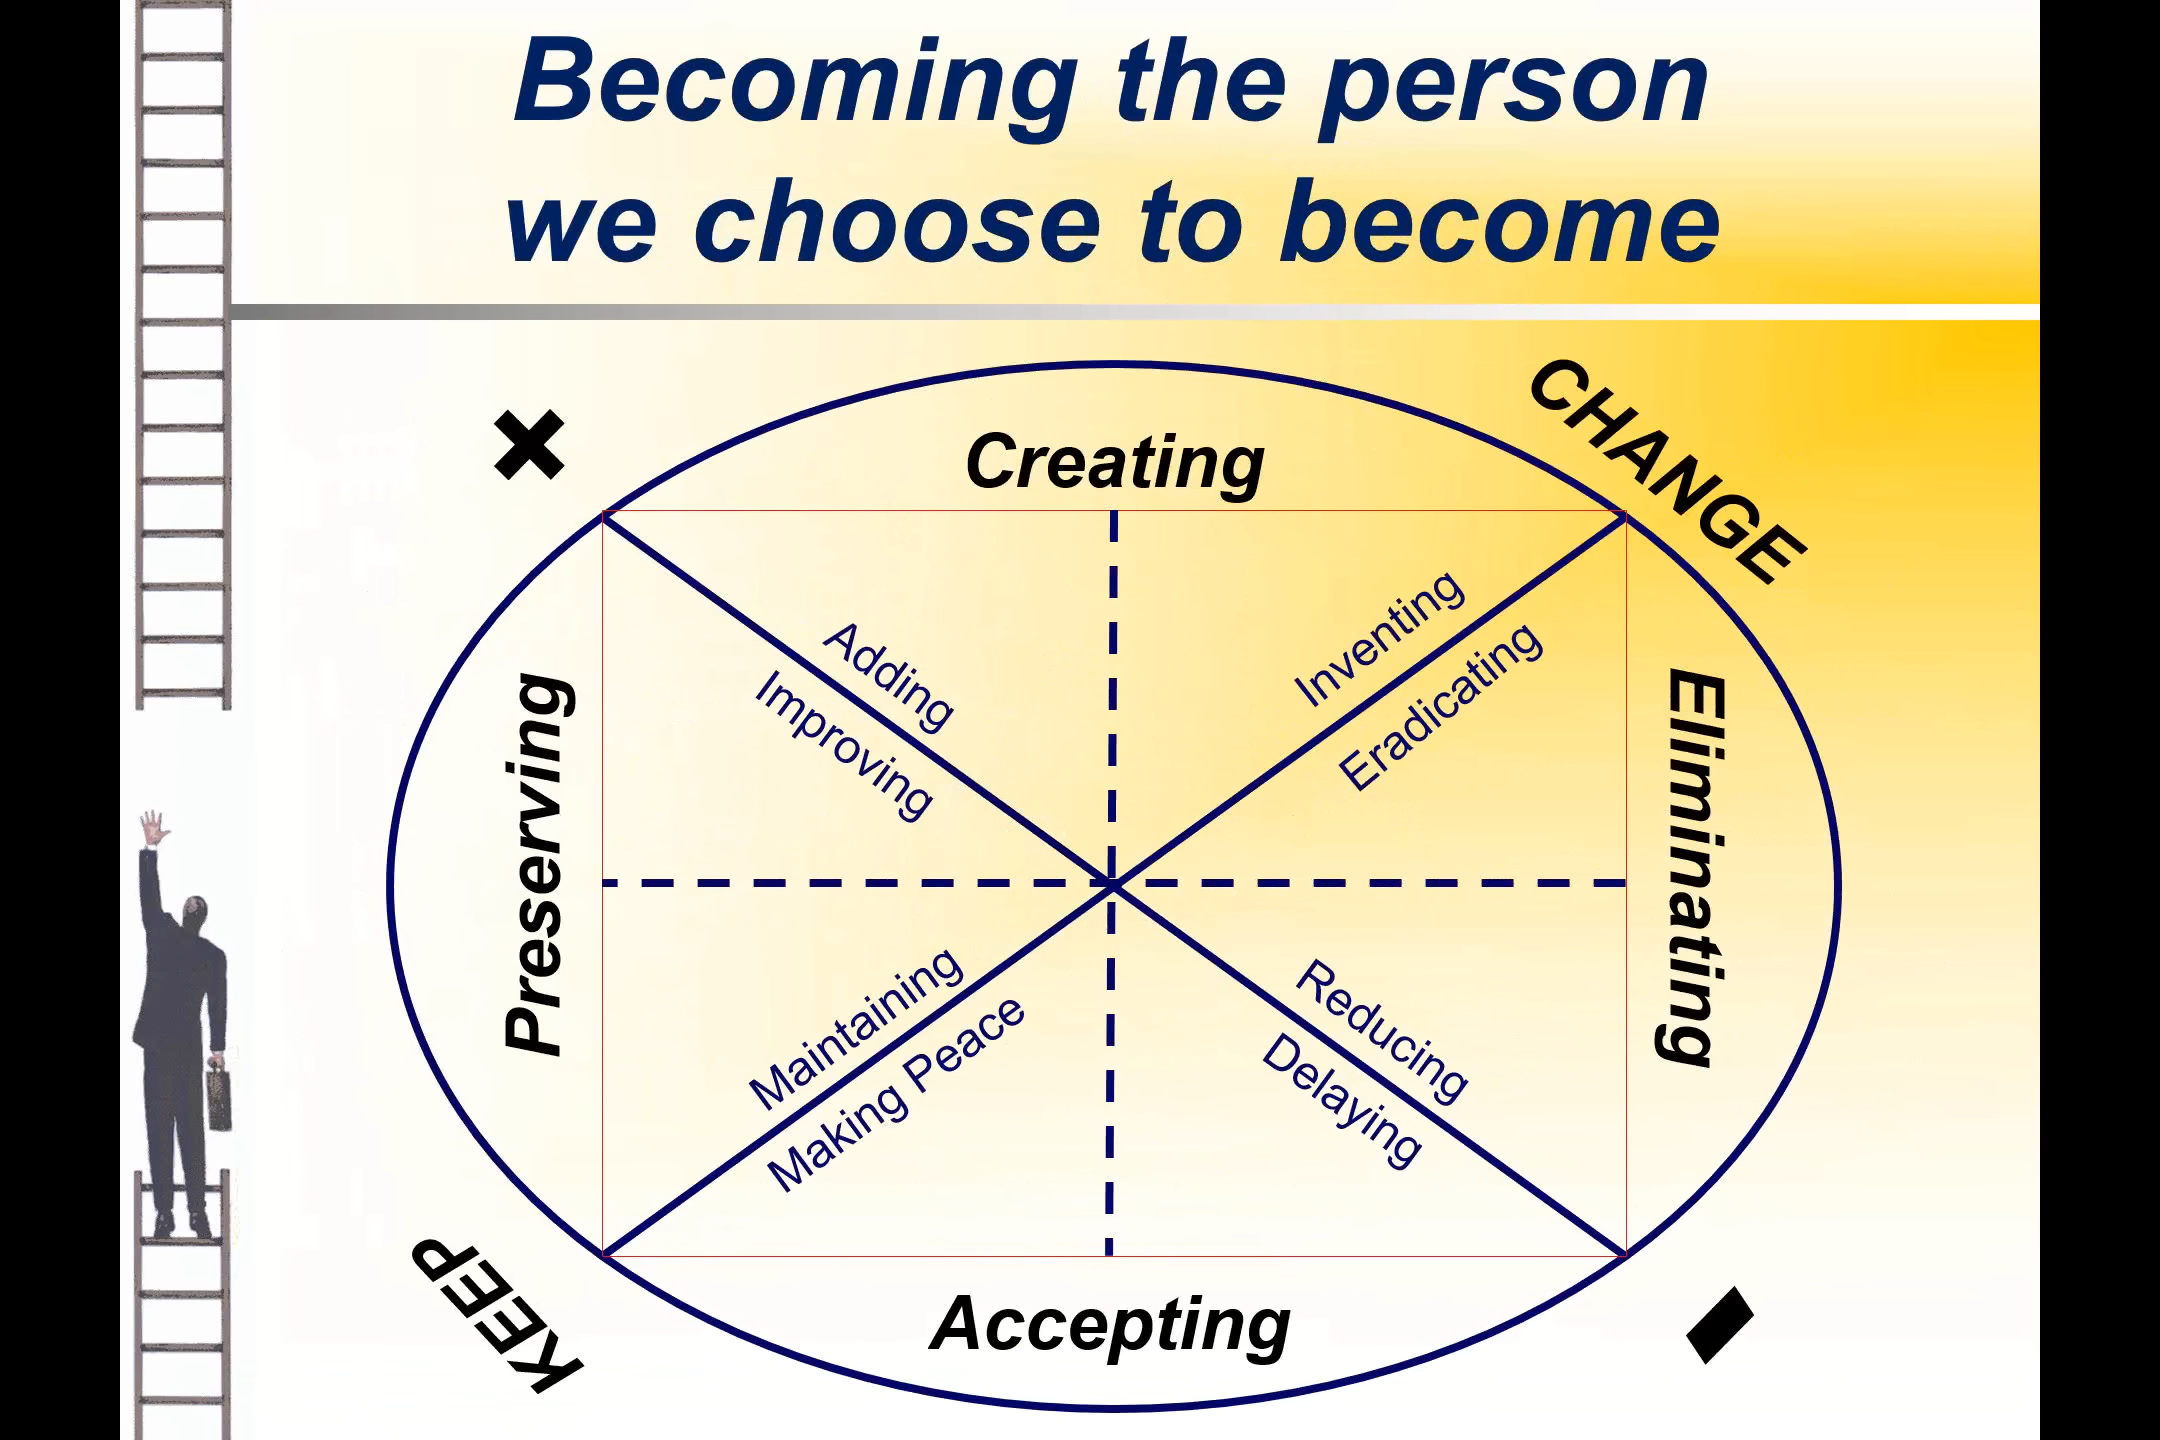 Becoming the person
we choose to become
CHANGE
Creating
Adding
Improving
Inventing
Eradicating
Preserving
Eliminating
Maintaining
Making Peace
Reducing
Delaying
KEEP
Accepting